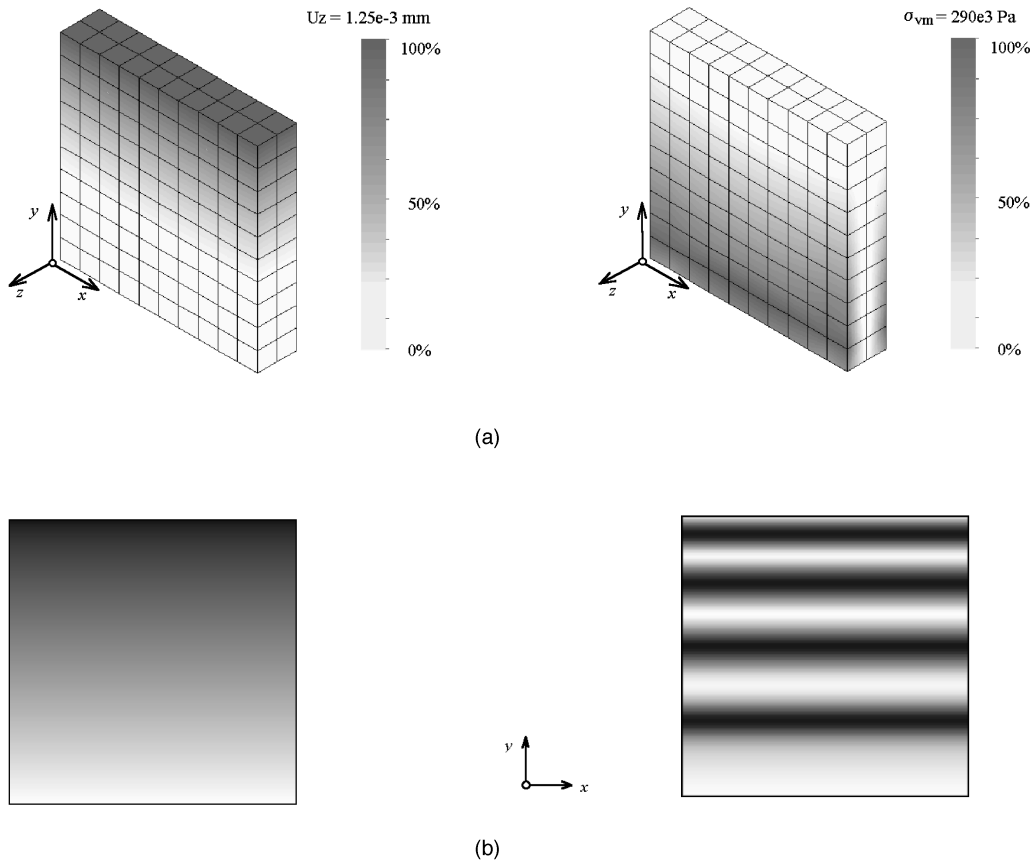 Uz = 1.25e-3 mm
100%
50%
0%
y
z
x
σvm = 290e3 Pa
100%
50%
0%
y
z
x
(a)
y
x
(b)